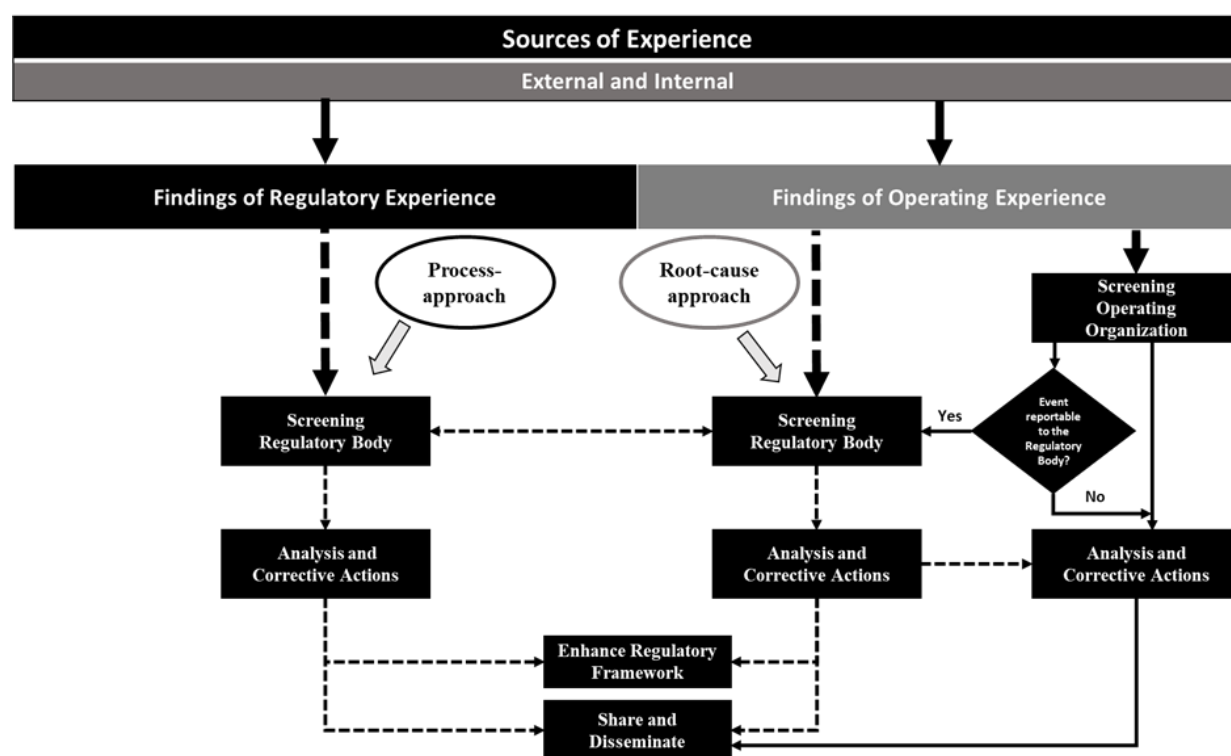 Sources of Experience
External and Internal
Findings of Regulatory Experience
Findings of Operating Experience
Process-
approach
Root-cause
approach
Screening
Operating
Organization
Screening
Regulatory Body
Screening
Regulatory Body
Yes
Event
reportable
to the
Regulatory
Body?
No
Analysis and
Corrective Actions
Analysis and
Corrective Actions
Analysis and
Corrective Actions
Enhance Regulatory
Framework
Share and
Disseminate